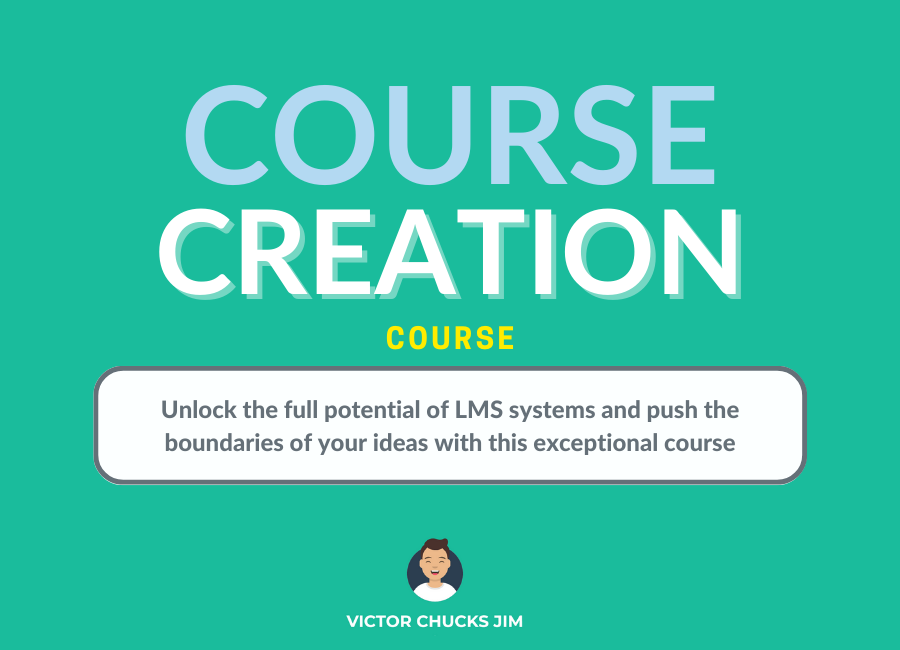 COURSE
CREATION
COURSE
Unlock the full potential of LMS systems and push the
boundaries of your ideas with this exceptional course
VICTOR CHUCKS JIM